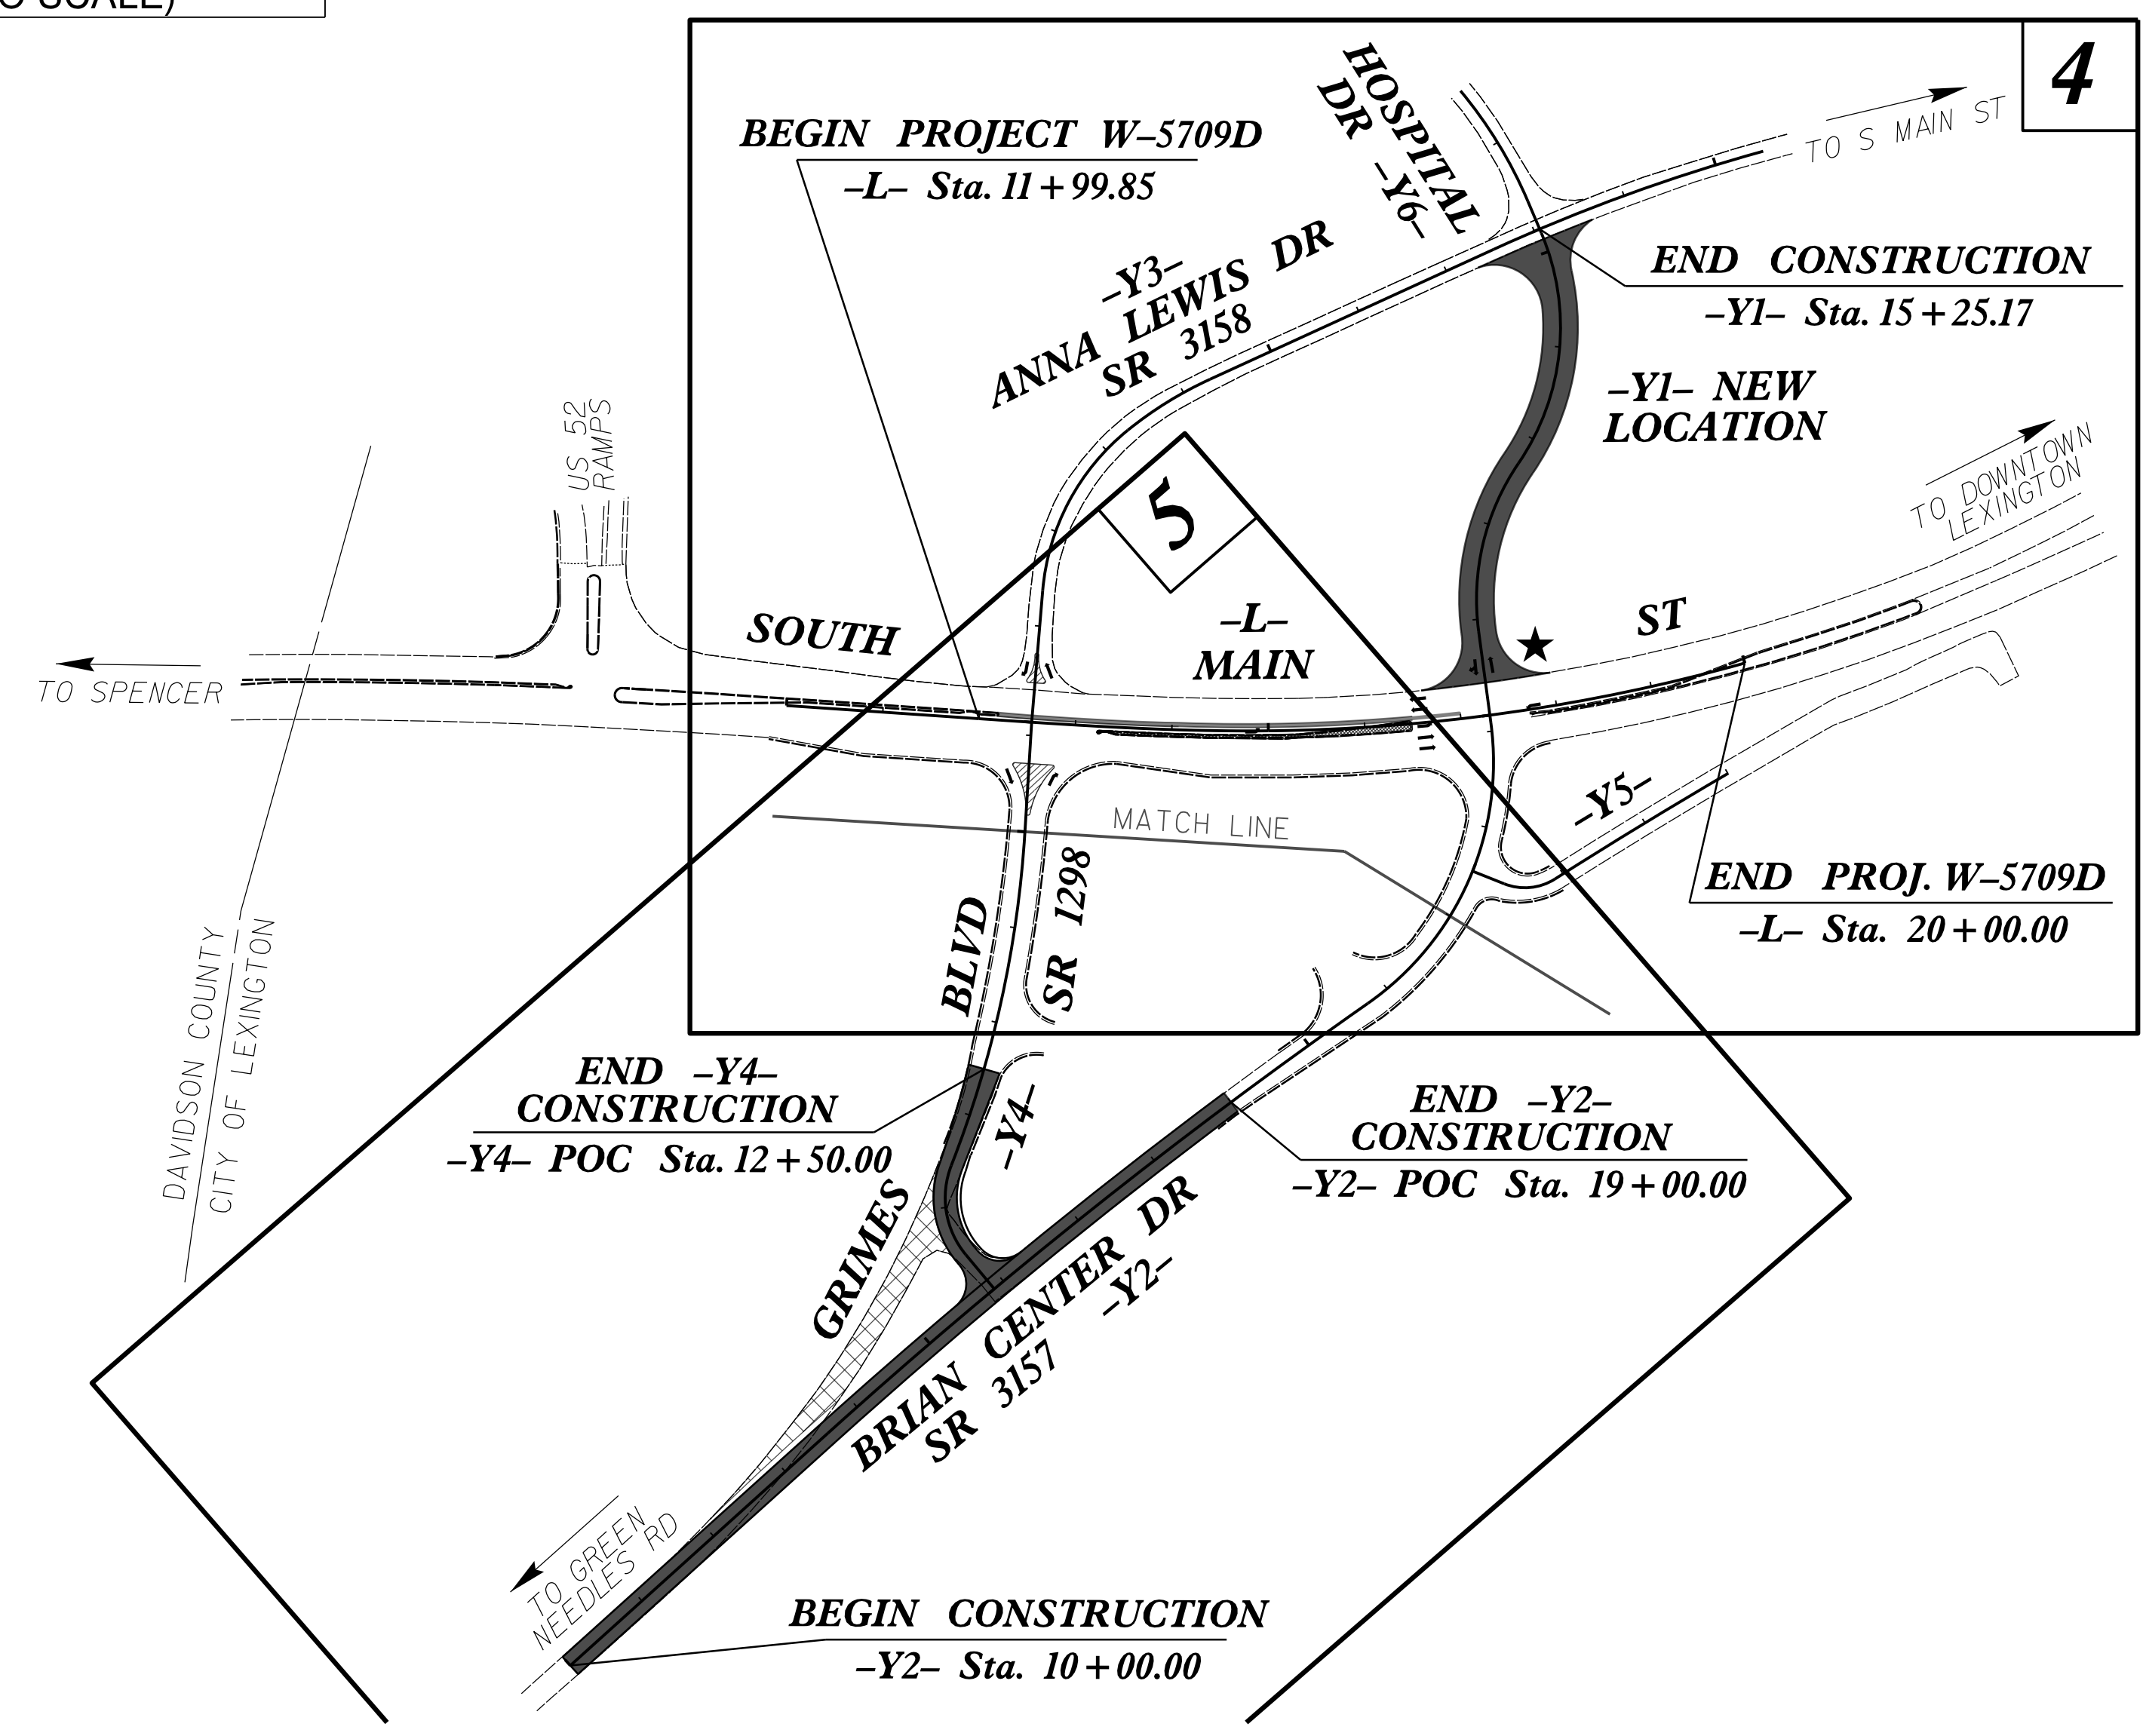 O SCALE)
4
HOSPITAL
DR –Y6–
TO S MAIN ST
BEGIN PROJECT W–5709D
–L– Sta. 11+99.85
–Y3–
ANNA LEWIS DR
SR 3158
END CONSTRUCTION
–Y1– Sta. 15+25.17
–Y1– NEW
LOCATION
US 52
RAMPS
5
TO DOWNTOWN
LEXINGTON
SOUTH
–L–
MAIN
★
ST
TO SPENCER
MATCH LINE
–Y5–
END PROJ. W–5709D
–L– Sta. 20+00.00
BLVD
SR 1298
DAVIDSON COUNTY
CITY OF LEXINGTON
END –Y4–
CONSTRUCTION
–Y4– POC Sta. 12+50.00
–Y4–
END –Y2–
CONSTRUCTION
–Y2– POC Sta. 19+00.00
GRIMES
BRIAN CENTER DR
SR 3157 –Y2–
TO GREEN
NEEDLES RD
BEGIN CONSTRUCTION
–Y2– Sta. 10+00.00